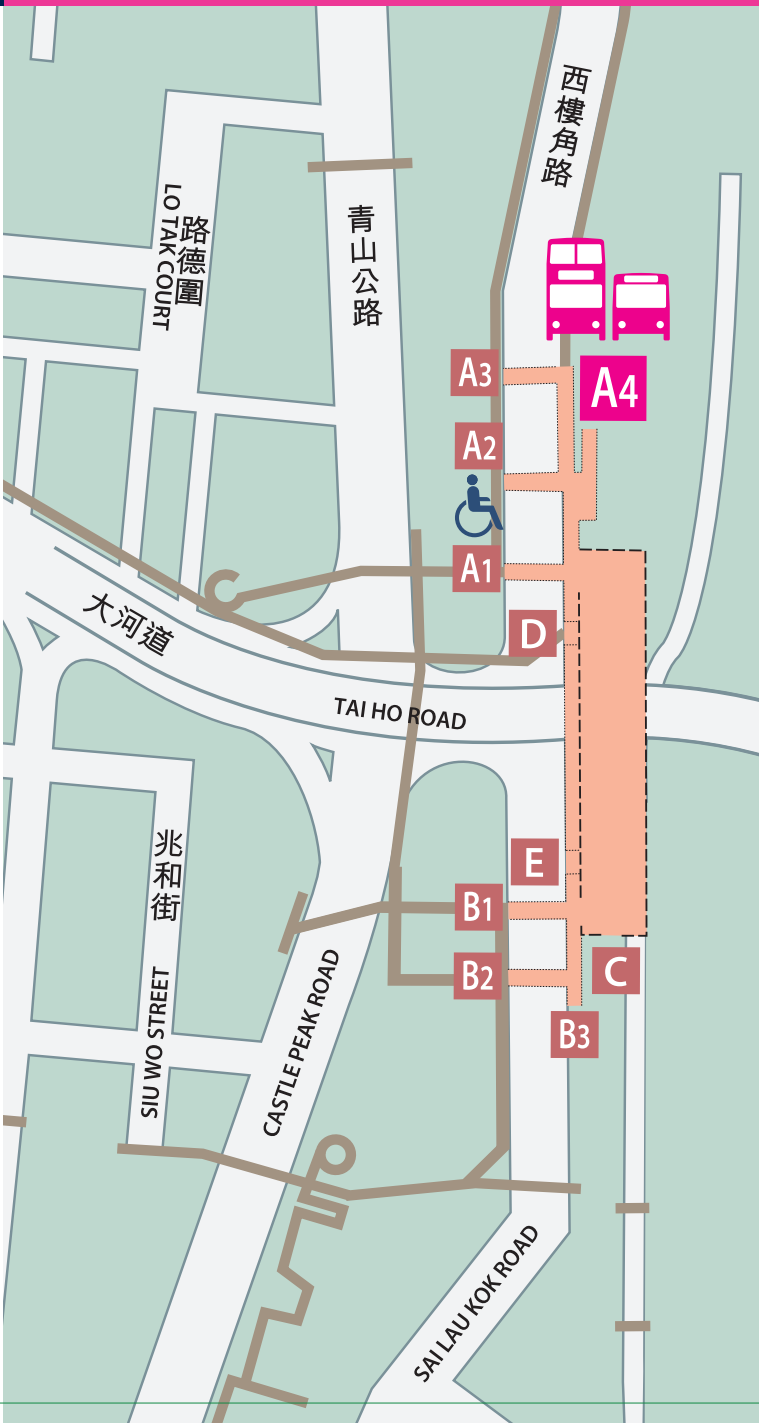 西樓角路
路德圍
LO TAK COURT
青山公路
A3
A4
A2
A1
D
大河道
TAI HO ROAD
兆和街
E
B1
C
B2
B3
SIU WO STREET
CASTLE PEAK ROAD
SAI LAU KOK ROAD